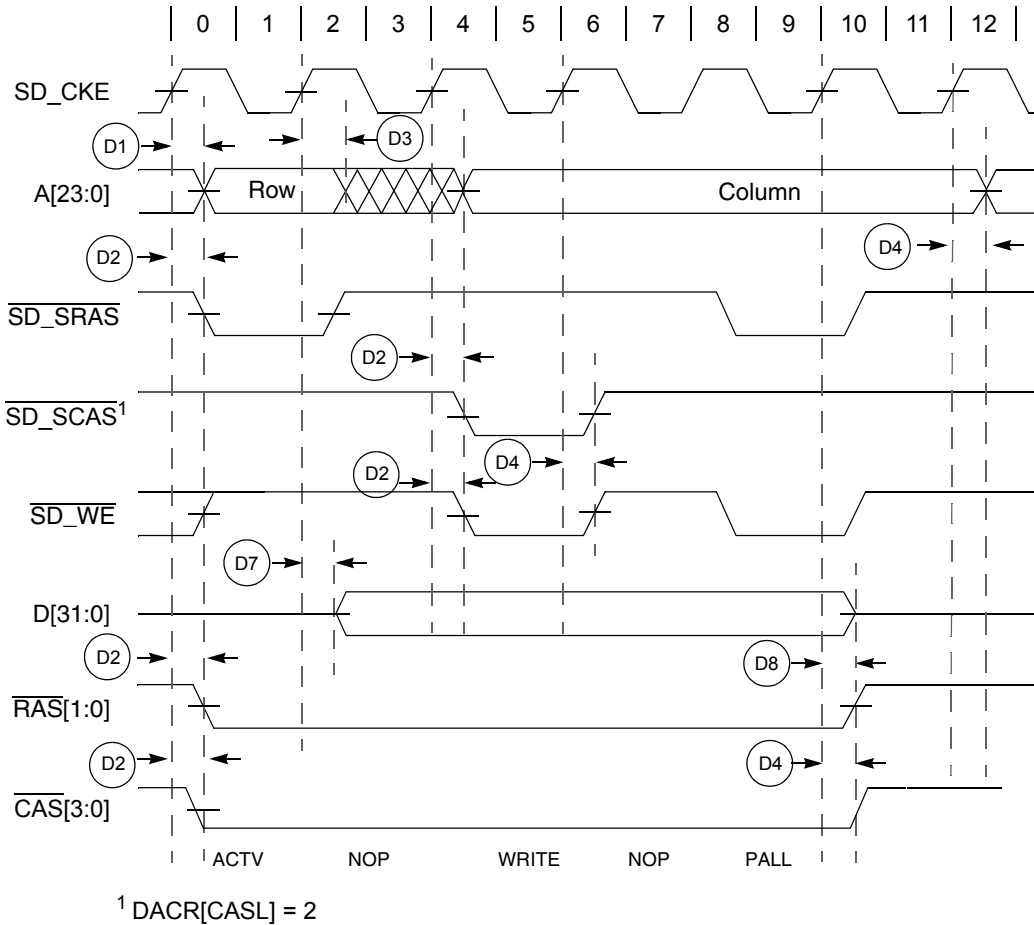 0 1 2 3 4 5 6 7 8 9 10 11 12
SD_CKE
D1
D3
A[23:0]
Row
Column
D2
D4
SD_SRAS
D2
SD_SCAS1
D2
D4
SD_WE
D7
D[31:0]
D2
D8
RAS[1:0]
D2
D4
CAS[3:0]
ACTV NOP WRITE NOP PALL
1 DACR[CASL] = 2